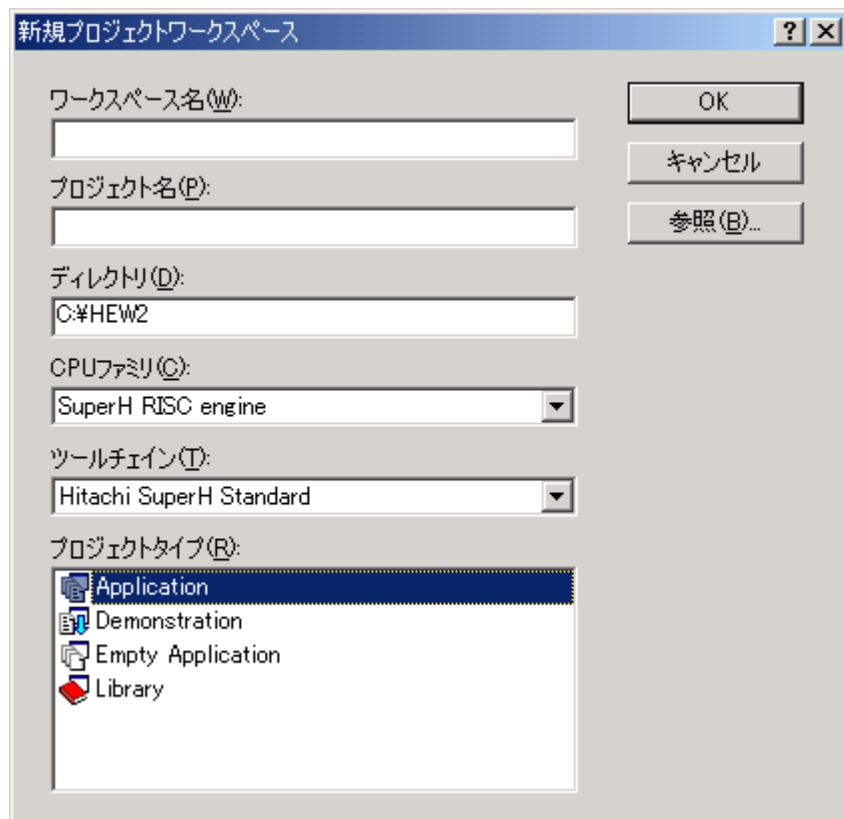 新規プロジェクトワークスペース
ワークスペース名(W):
OK
キャンセル
プロジェクト名(P):
参照(B)...
ディレクトリ(D):
C:¥HEW2
CPUファミリ(C):
SuperH RISC engine
ツールチェイン(T):
Hitachi SuperH Standard
プロジェクトタイプ(R):
Application
Demonstration
Empty Application
Library